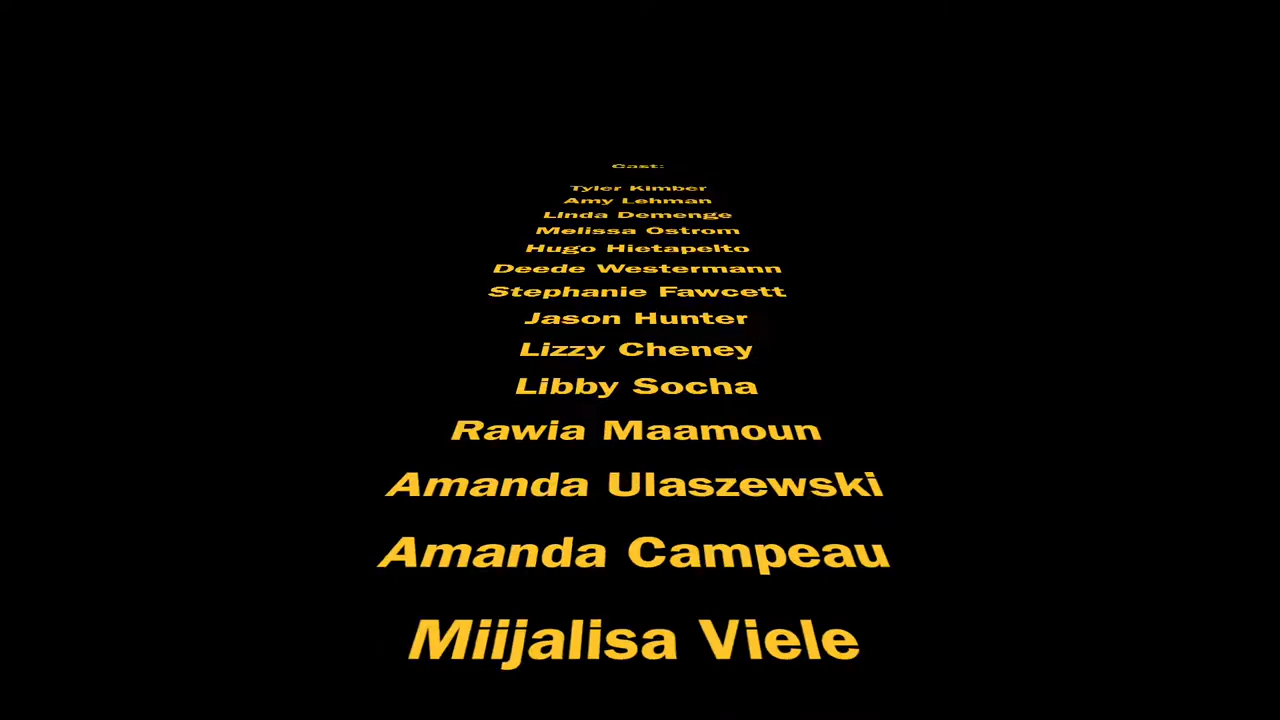 Cast:
Tyler Kimber
Amy Lehman
Linda Demenge
Melissa Ostrom
Hugo Hietapelto
Deede Westermann
Stephanie Fawcett
Jason Hunter
Lizzy Cheney
Libby Socha
Rawia Maamoun
Amanda Ulaszewski
Amanda Campeau
Miijalisa Viele